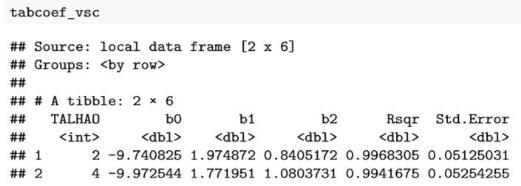 tabcoef_vsc
## Source: local data frame [2 x 6]
## Groups: <by row>
##
## # A tibble: 2 × 6
##   TALHAO        b0       b1        b2      Rsqr  Std.Error
##    <int>     <dbl>    <dbl>     <dbl>     <dbl>      <dbl>
## 1      2 -9.740825 1.974872 0.8405172 0.9968305 0.05125031
## 2      4 -9.972544 1.771951 1.0803731 0.9941675 0.05254255